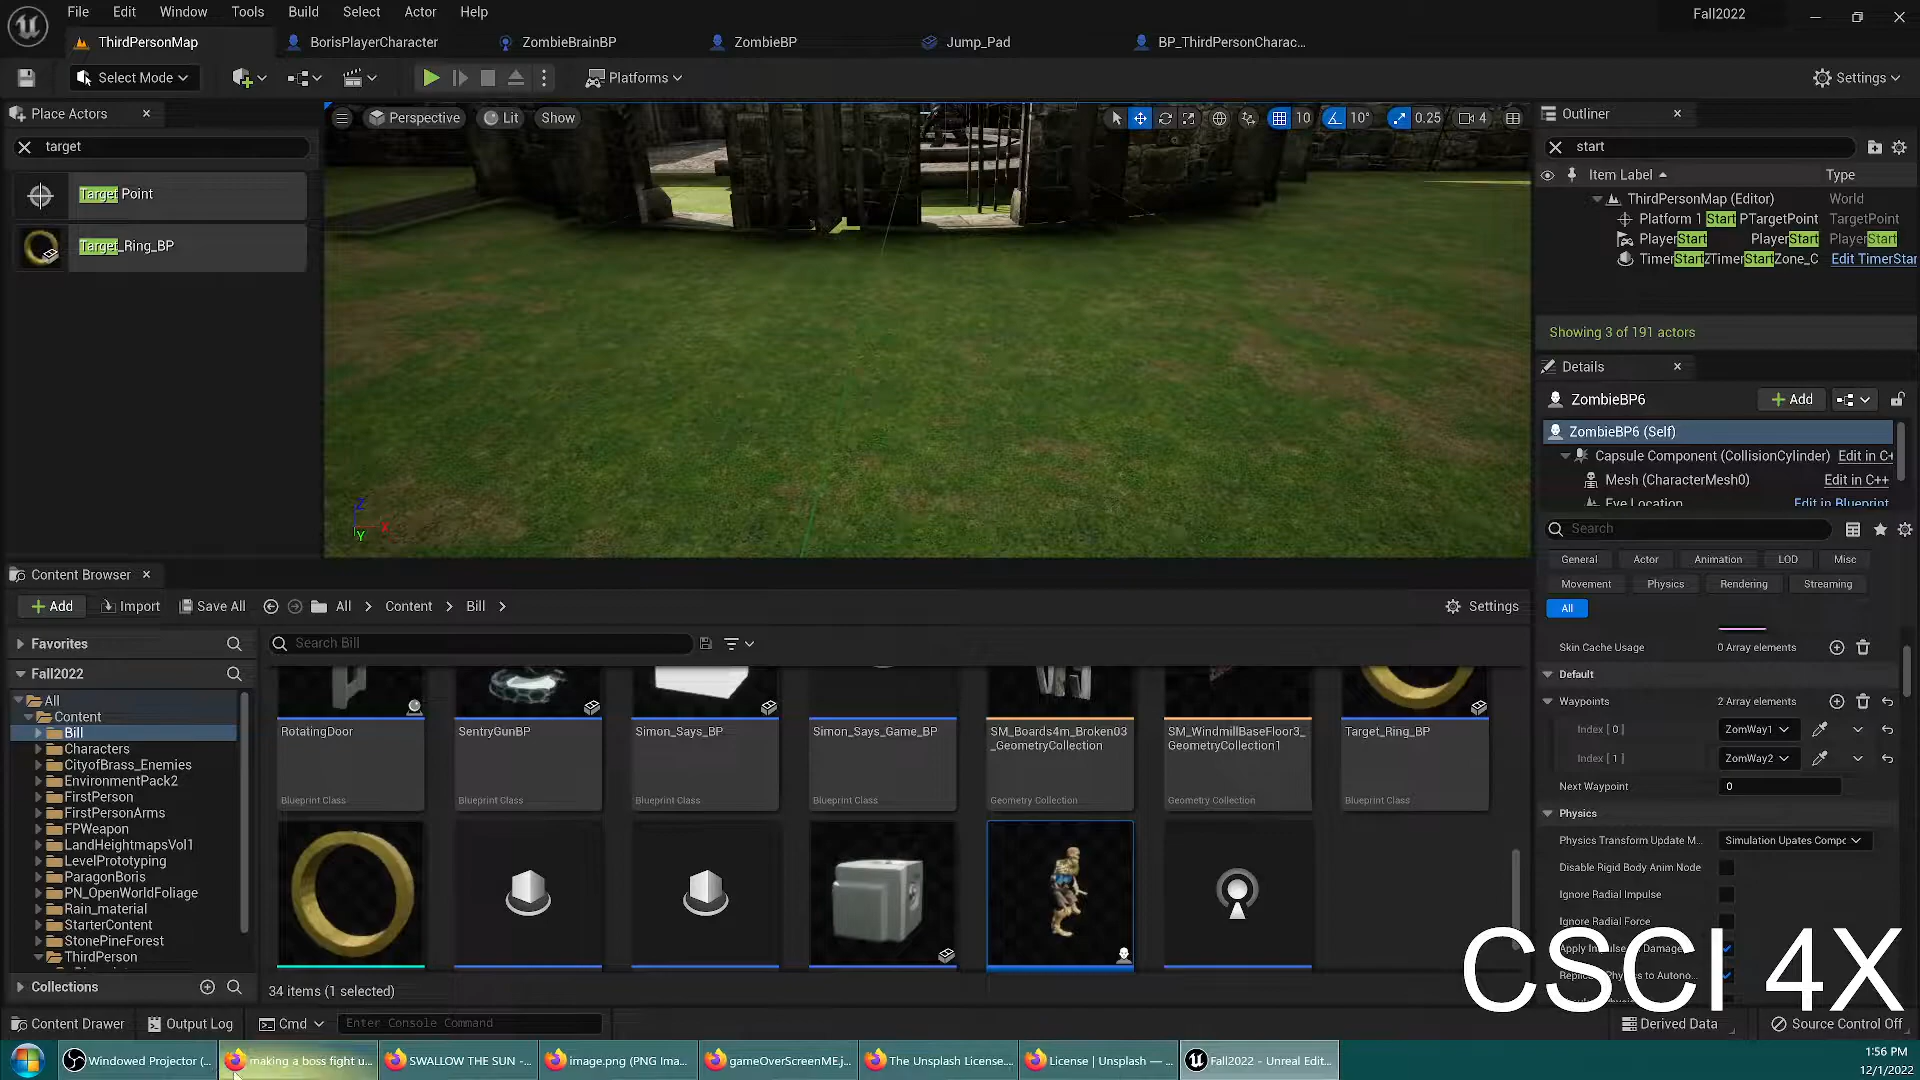 File Edit Window Tools Build Select Actor Help
Fall2022
ThirdPersonMap BorisPlayerCharacter ZombieBrainBP ZombieBP Jump_Pad BP_ThirdPersonCharac...
Select Mode Platforms Settings
Place Actors
target
Target Point
Target_Ring_BP
Perspective Lit Show 10 10° 0.25 4
Outliner
start
Item Label Type
ThirdPersonMap (Editor) World
Platform 1 Start PTargetPoint TargetPoint
PlayerStart PlayerStart PlayerStart
TimerStartZTimerStartZone_C Edit TimerStar
Showing 3 of 191 actors
Details
ZombieBP6 Add
ZombieBP6 (Self)
Capsule Component (CollisionCylinder) Edit in C+
Mesh (CharacterMesh0) Edit in C++
Eye Location Edit in Blueprint
Search
General Actor Animation LOD Misc
Movement Physics Rendering Streaming
All
Skin Cache Usage 0 Array elements
Default
Waypoints 2 Array elements
Index [ 0 ] ZomWay1
Index [ 1 ] ZomWay2
Next Waypoint 0
Physics
Physics Transform Update M... Simulation Upates Compc
Disable Rigid Body Anim Node
Ignore Radial Impulse
Ignore Radial Force
Z
X
Y
Content Browser
Add Import Save All All Content Bill Settings
Favorites
Search Bill
Fall2022
All
Content
Bill
Characters
CityofBrass_Enemies
EnvironmentPack2
FirstPerson
FirstPersonArms
FPWeapon
LandHeightmapsVol1
LevelPrototyping
ParagonBoris
PN_OpenWorldFoliage
Rain_material
StarterContent
StonePineForest
ThirdPerson
Collections
RotatingDoor
Blueprint Class
SentryGunBP
Blueprint Class
Simon_Says_BP
Blueprint Class
Simon_Says_Game_BP
Blueprint Class
SM_Boards4m_Broken03
_GeometryCollection
Geometry Collection
SM_WindmillBaseFloor3_
GeometryCollection1
Geometry Collection
Target_Ring_BP
Blueprint Class
34 items (1 selected)
CSCI 4X
Content Drawer Output Log Cmd Enter Console Command Derived Data Source Control Off
Windowed Projector (... making a boss fight u... SWALLOW THE SUN -... image.png (PNG Ima... gameOverScreenME.j... The Unsplash License... License | Unsplash — ... Fall2022 - Unreal Edit...
1:56 PM
12/1/2022